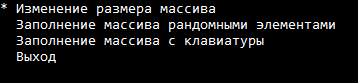 * Изменение размера массива
Заполнение массива рандомными элементами
Заполнение массива с клавиатуры
Выход